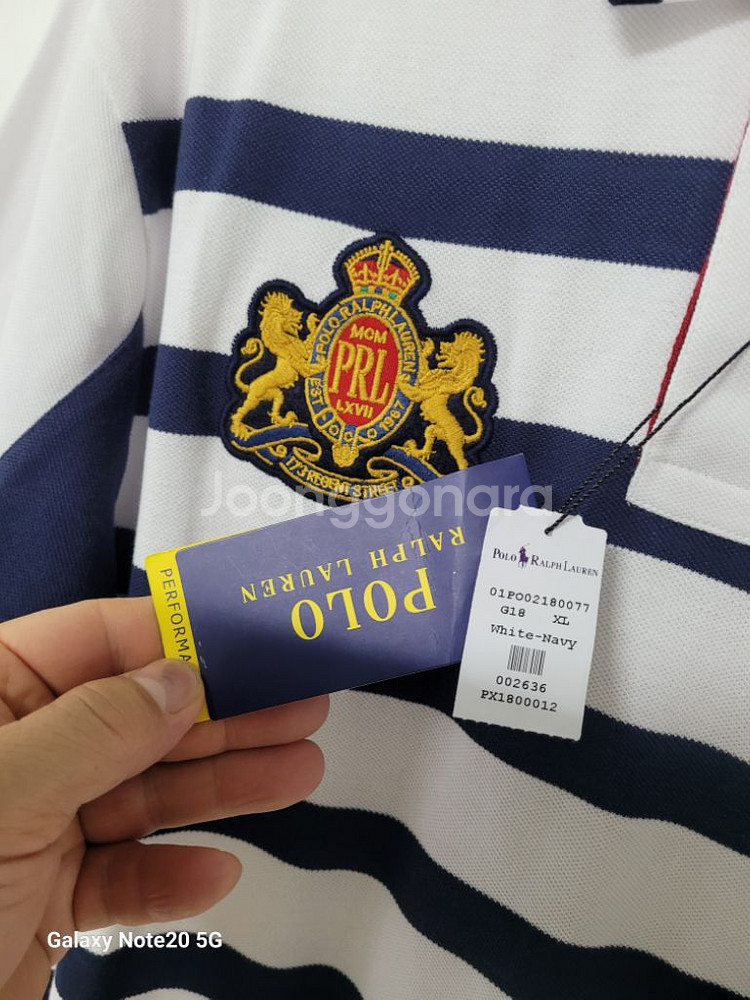 POLO RALPH LAUREN
MCM
PRL
LXVII
EST 1967
173 REGENT STREET
Joonggonara
POLO
RALPH LAUREN
PERFORMA
POLO RALPH LAUREN
01PO02180077
G18 XL
White-Navy
002636
PX1800012
Galaxy Note20 5G